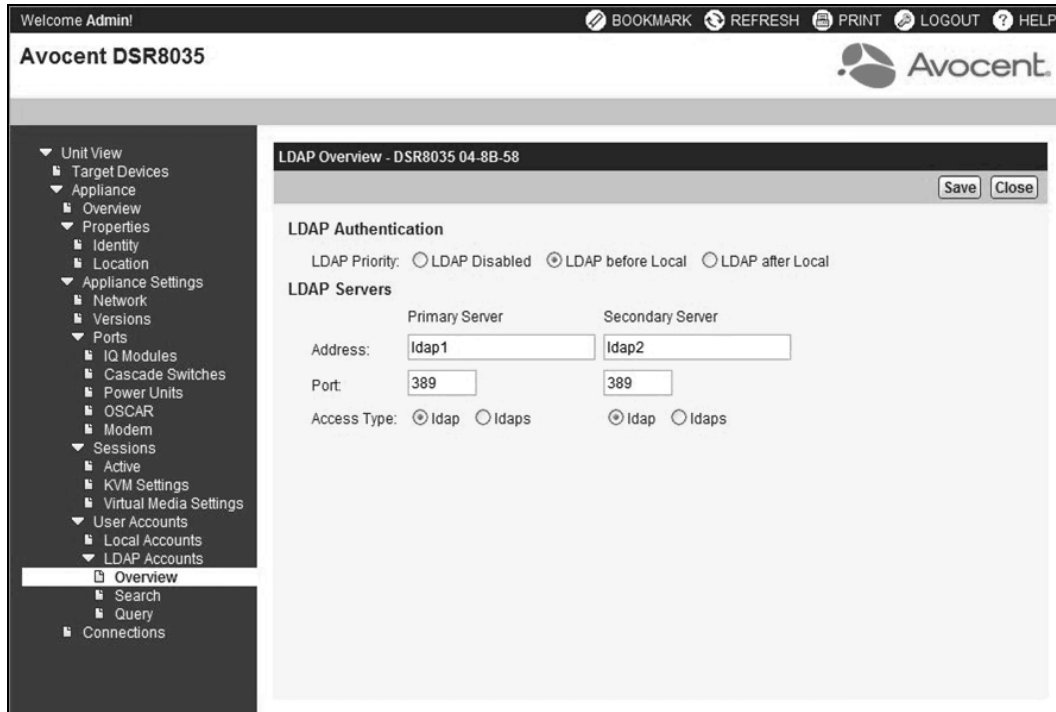 Welcome Admin!
BOOKMARK REFRESH PRINT LOGOUT HELP
Avocent DSR8035
Avocent.
Unit View
Target Devices
Appliance
Overview
Properties
Identity
Location
Appliance Settings
Network
Versions
Ports
IQ Modules
Cascade Switches
Power Units
OSCAR
Modem
Sessions
Active
KVM Settings
Virtual Media Settings
User Accounts
Local Accounts
LDAP Accounts
Overview
Search
Query
Connections
LDAP Overview - DSR8035 04-8B-58
Save Close
LDAP Authentication
LDAP Priority: LDAP Disabled LDAP before Local LDAP after Local
LDAP Servers
Primary Server Secondary Server
Address: ldap1 ldap2
Port: 389 389
Access Type: ldap ldaps ldap ldaps